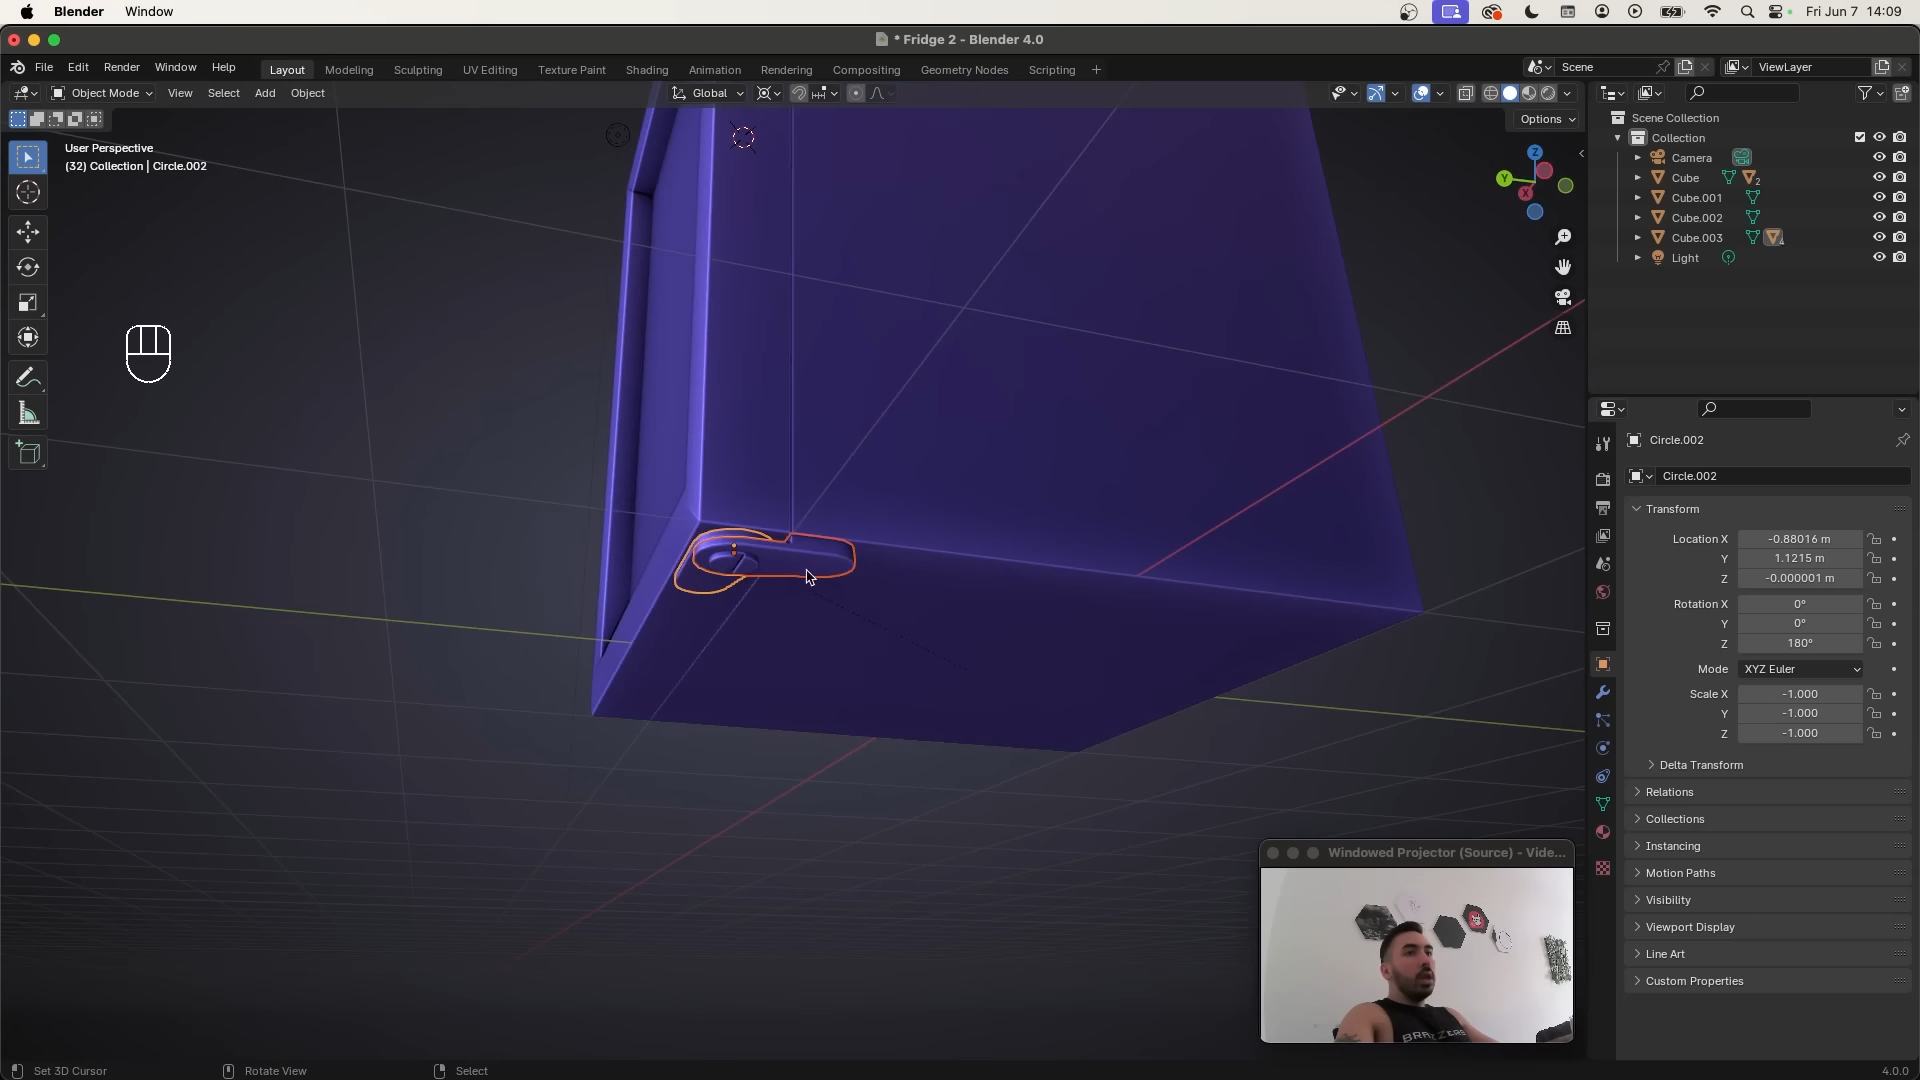 Blender Window
Fri Jun 7 14:09
* Fridge 2 - Blender 4.0
File Edit Render Window Help
Layout Modeling Sculpting UV Editing Texture Paint Shading Animation Rendering Compositing Geometry Nodes Scripting +
Scene
ViewLayer
Object Mode View Select Add Object
Global
Options
User Perspective
(32) Collection | Circle.002
Z
Y
X
Scene Collection
Collection
Camera
Cube
2
Cube.001
Cube.002
Cube.003
4
Light
Circle.002
Circle.002
Transform
Location X -0.88016 m
Y 1.1215 m
Z -0.000001 m
Rotation X 0°
Y 0°
Z 180°
Mode XYZ Euler
Scale X -1.000
Y -1.000
Z -1.000
Delta Transform
Relations
Collections
Instancing
Motion Paths
Visibility
Viewport Display
Line Art
Custom Properties
Windowed Projector (Source) - Vide...
Set 3D Cursor
Rotate View
Select
4.0.0